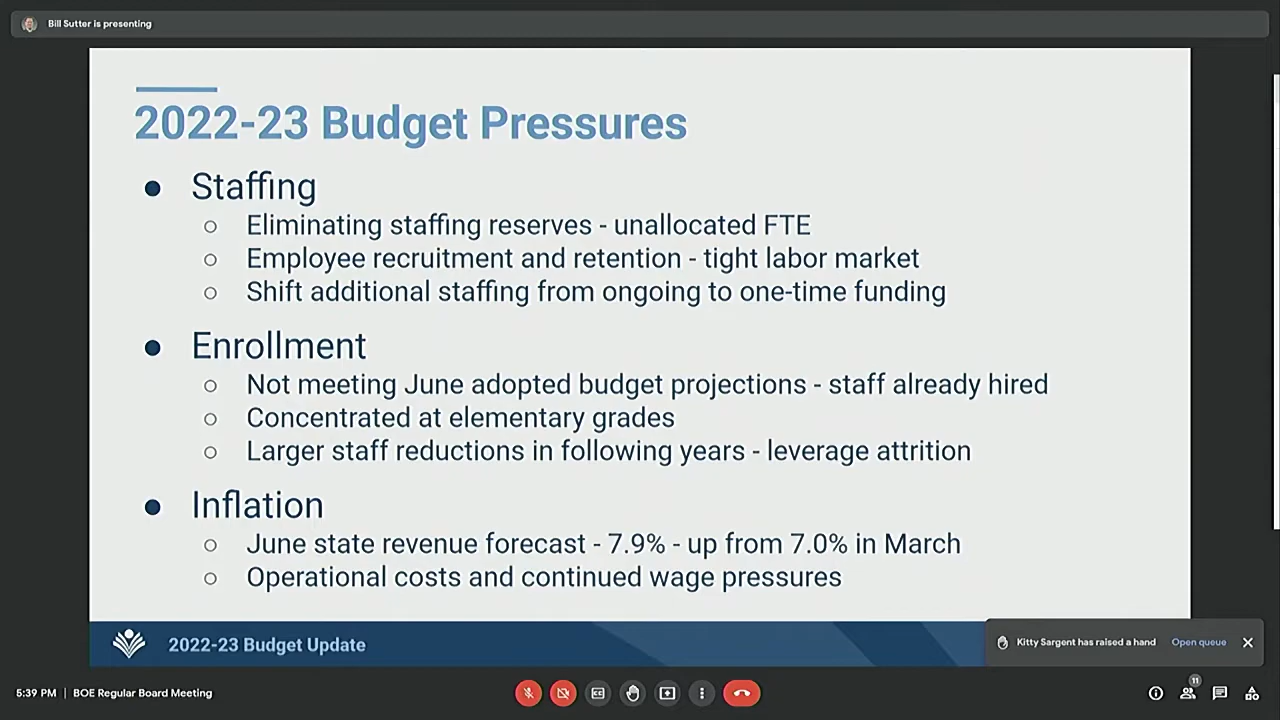 Bill Sutter is presenting
2022-23 Budget Pressures
● Staffing
○ Eliminating staffing reserves - unallocated FTE
○ Employee recruitment and retention - tight labor market
○ Shift additional staffing from ongoing to one-time funding
● Enrollment
○ Not meeting June adopted budget projections - staff already hired
○ Concentrated at elementary grades
○ Larger staff reductions in following years - leverage attrition
● Inflation
○ June state revenue forecast - 7.9% - up from 7.0% in March
○ Operational costs and continued wage pressures
2022-23 Budget Update
Kitty Sargent has raised a hand Open queue
5:39 PM | BOE Regular Board Meeting
11